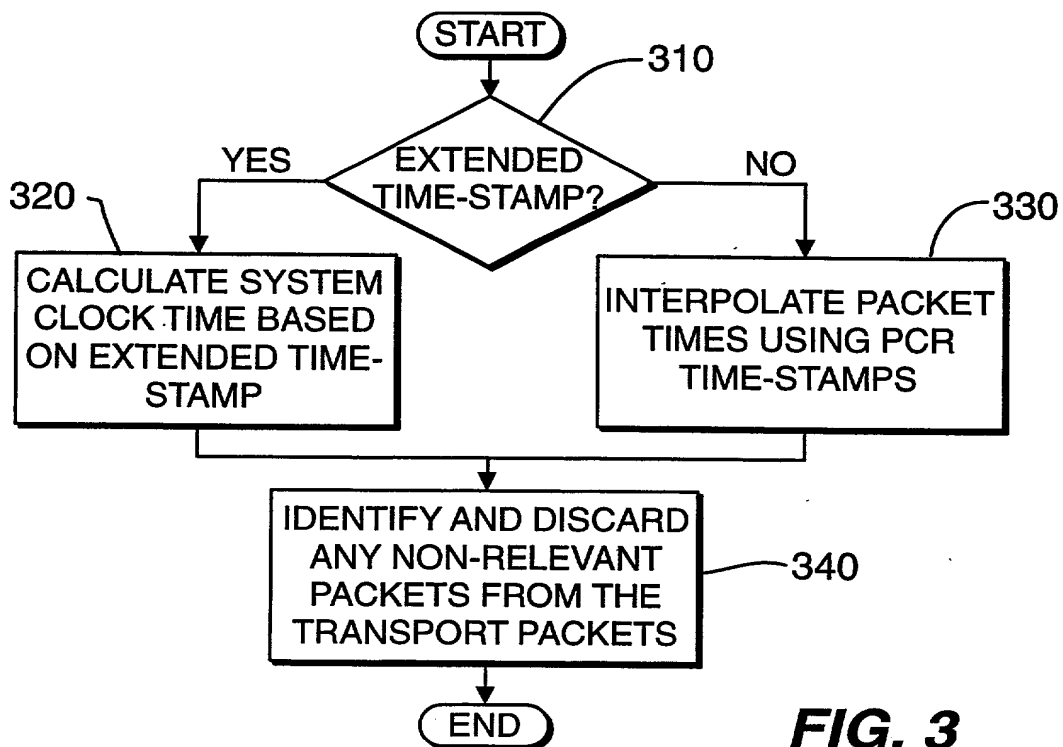 START
310
EXTENDED
TIME-STAMP?
YES
NO
320
330
CALCULATE SYSTEM
CLOCK TIME BASED
ON EXTENDED TIME-
STAMP
INTERPOLATE PACKET
TIMES USING PCR
TIME-STAMPS
IDENTIFY AND DISCARD
ANY NON-RELEVANT
PACKETS FROM THE
TRANSPORT PACKETS
340
END
FIG. 3